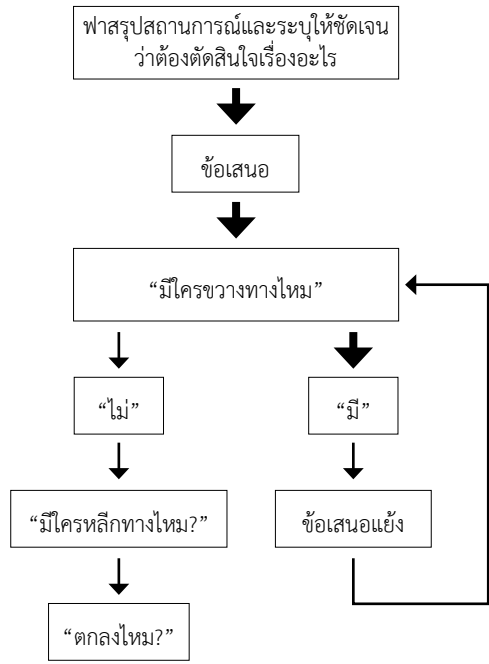 ฟาสรุปสถานการณ์และระบุให้ชัดเจน
ว่าต้องตัดสินใจเรื่องอะไร
ข้อเสนอ
“มีใครขวางทางไหม”
“ไม่”
“มี”
“มีใครหลีกทางไหม?”
ข้อเสนอแย้ง
“ตกลงไหม?”